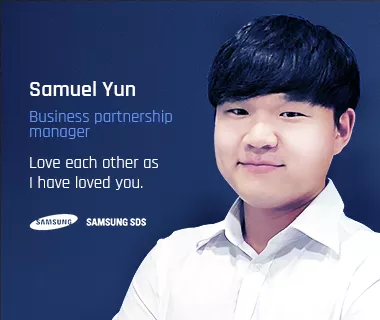 Samuel Yun
Business partnership
manager
Love each other as
I have loved you.
SAMSUNG SAMSUNG SDS